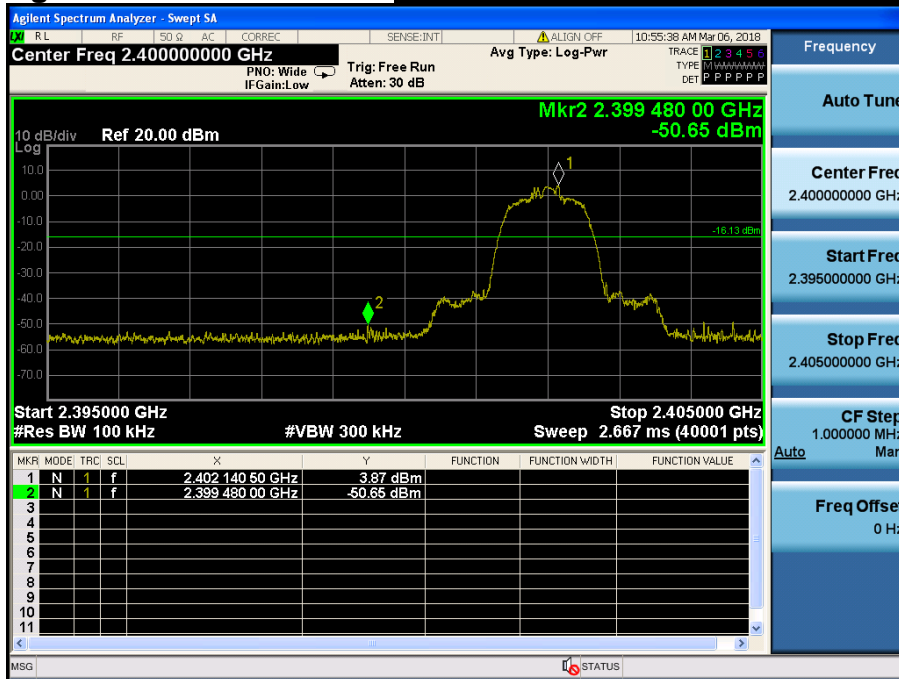 Agilent Spectrum Analyzer - Swept SA
LXI RL RF 50 Ω AC CORREC SENSE:INT ALIGN OFF 10:55:38 AM Mar 06, 2018
Center Freq 2.400000000 GHz
PNO: Wide
IFGain:Low
Trig: Free Run
Atten: 30 dB
Avg Type: Log-Pwr
TRACE 1 2 3 4 5 6
TYPE M WWWWW
DET P P P P P P
Mkr2 2.399 480 00 GHz
-50.65 dBm
10 dB/div Ref 20.00 dBm
Log
10.0
0.00
-10.0
-20.0
-30.0
-40.0
-50.0
-60.0
-70.0
1
2
-16.13 dBm
Start 2.395000 GHz Stop 2.405000 GHz
#Res BW 100 kHz #VBW 300 kHz Sweep 2.667 ms (40001 pts)
MKR MODE TRC SCL X Y FUNCTION FUNCTION WIDTH FUNCTION VALUE
1 N 1 f 2.402 140 50 GHz 3.87 dBm
2 N 1 f 2.399 480 00 GHz -50.65 dBm
3
4
5
6
7
8
9
10
11
MSG STATUS
Frequency
Auto Tune
Center Freq
2.400000000 GHz
Start Freq
2.395000000 GHz
Stop Freq
2.405000000 GHz
CF Step
1.000000 MHz
Auto Man
Freq Offset
0 Hz